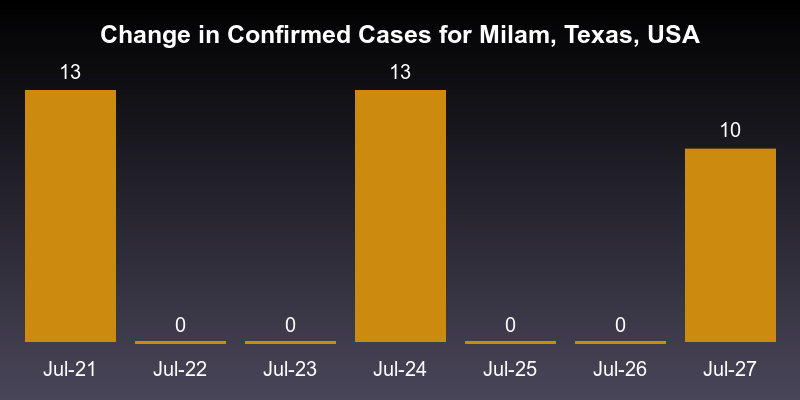 Change in Confirmed Cases for Milam, Texas, USA
13
0
0
13
0
0
10
Jul-21
Jul-22
Jul-23
Jul-24
Jul-25
Jul-26
Jul-27